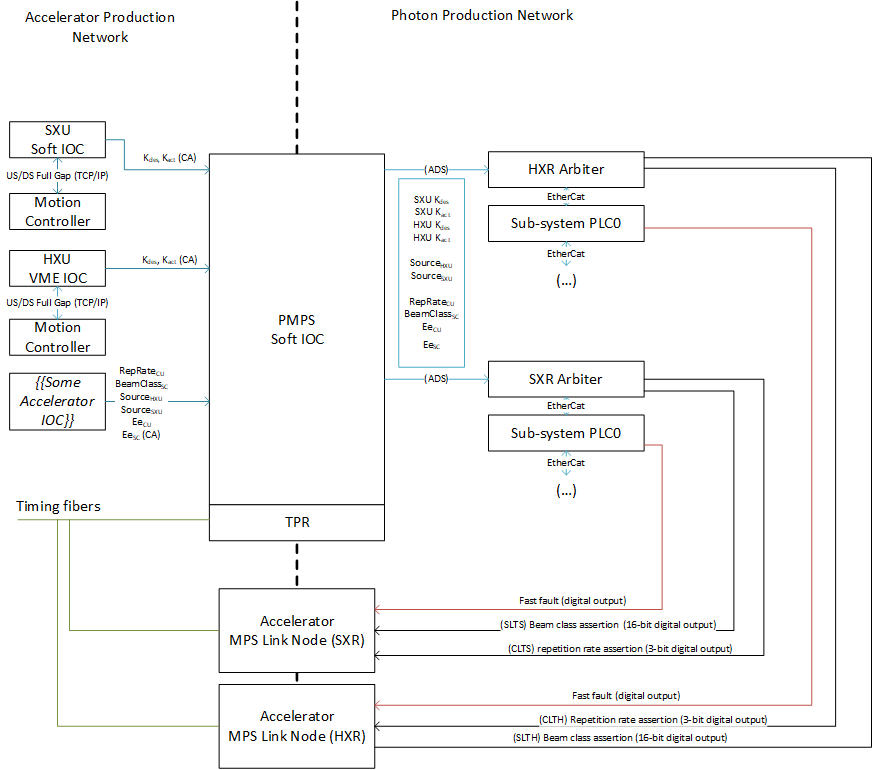 Accelerator Production
Network
Photon Production Network
SXU
Soft IOC
K_des, K_act (CA)
US/DS Full Gap (TCP/IP)
Motion
Controller
HXU
VME IOC
K_des, K_act (CA)
US/DS Full Gap (TCP/IP)
Motion
Controller
{{Some
Accelerator
IOC}}
RepRate_CU
BeamClass_SC
Source_HXU
Source_SXU
Ee_CU
Ee_SC (CA)
PMPS
Soft IOC
TPR
Timing fibers
(ADS)
SXU K_des
SXU K_act
HXU K_des
HXU K_act
Source_HXU
Source_SXU
RepRate_CU
BeamClass_SC
Ee_CU
Ee_SC
(ADS)
HXR Arbiter
EtherCat
Sub-system PLC0
EtherCat
(...)
SXR Arbiter
EtherCat
Sub-system PLC0
EtherCat
(...)
Accelerator
MPS Link Node (SXR)
Fast fault (digital output)
(SLTS) Beam class assertion (16-bit digital output)
(CLTS) repetition rate assertion (3-bit digital output)
Accelerator
MPS Link Node (HXR)
Fast fault (digital output)
(CLTH) Repetition rate assertion (3-bit digital output)
(SLTH) Beam class assertion (16-bit digital output)